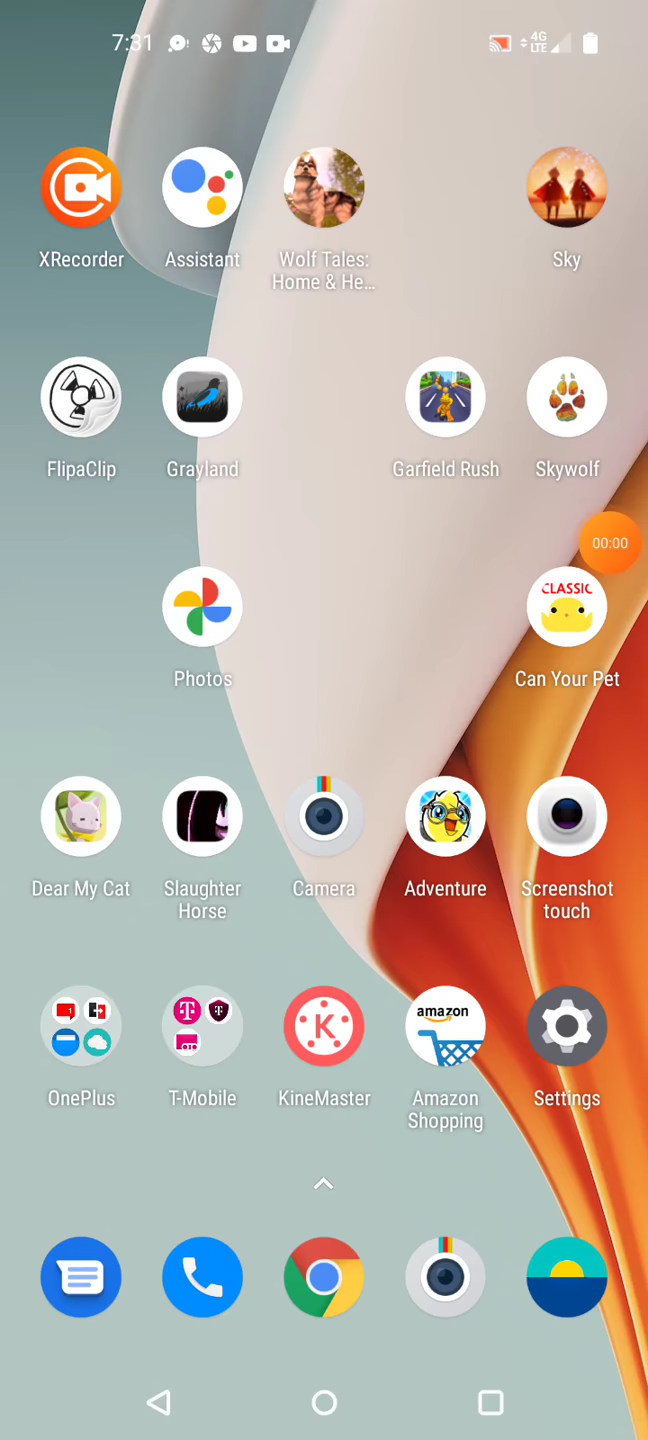 7:31
4G
LTE
XRecorder
Assistant
Wolf Tales:
Home & He...
Sky
FlipaClip
Grayland
Garfield Rush
Skywolf
00:00
CLASSIC
Photos
Can Your Pet
Dear My Cat
Slaughter
Horse
Camera
Adventure
Screenshot
touch
T
K
amazon
OnePlus
T-Mobile
KineMaster
Amazon
Shopping
Settings